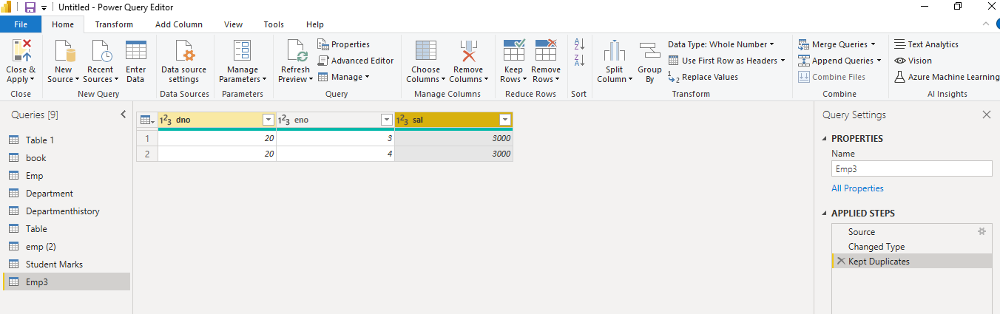 Untitled - Power Query Editor
File Home Transform Add Column View Tools Help
Close & Apply
New Source
Recent Sources
Enter Data
Data source settings
Manage Parameters
Refresh Preview
Properties
Advanced Editor
Manage
Choose Columns
Remove Columns
Keep Rows
Remove Rows
Split Column
Group By
Data Type: Whole Number
Use First Row as Headers
Replace Values
Merge Queries
Append Queries
Combine Files
Text Analytics
Vision
Azure Machine Learning
Close New Query Data Sources Parameters Query Manage Columns Reduce Rows Sort Transform Combine AI Insights
Queries [9]
Table 1
book
Emp
Department
Departmenthistory
Table
emp (2)
Student Marks
Emp3
dno eno sal
1 20 3 3000
2 20 4 3000
Query Settings
PROPERTIES
Name
Emp3
All Properties
APPLIED STEPS
Source
Changed Type
Kept Duplicates